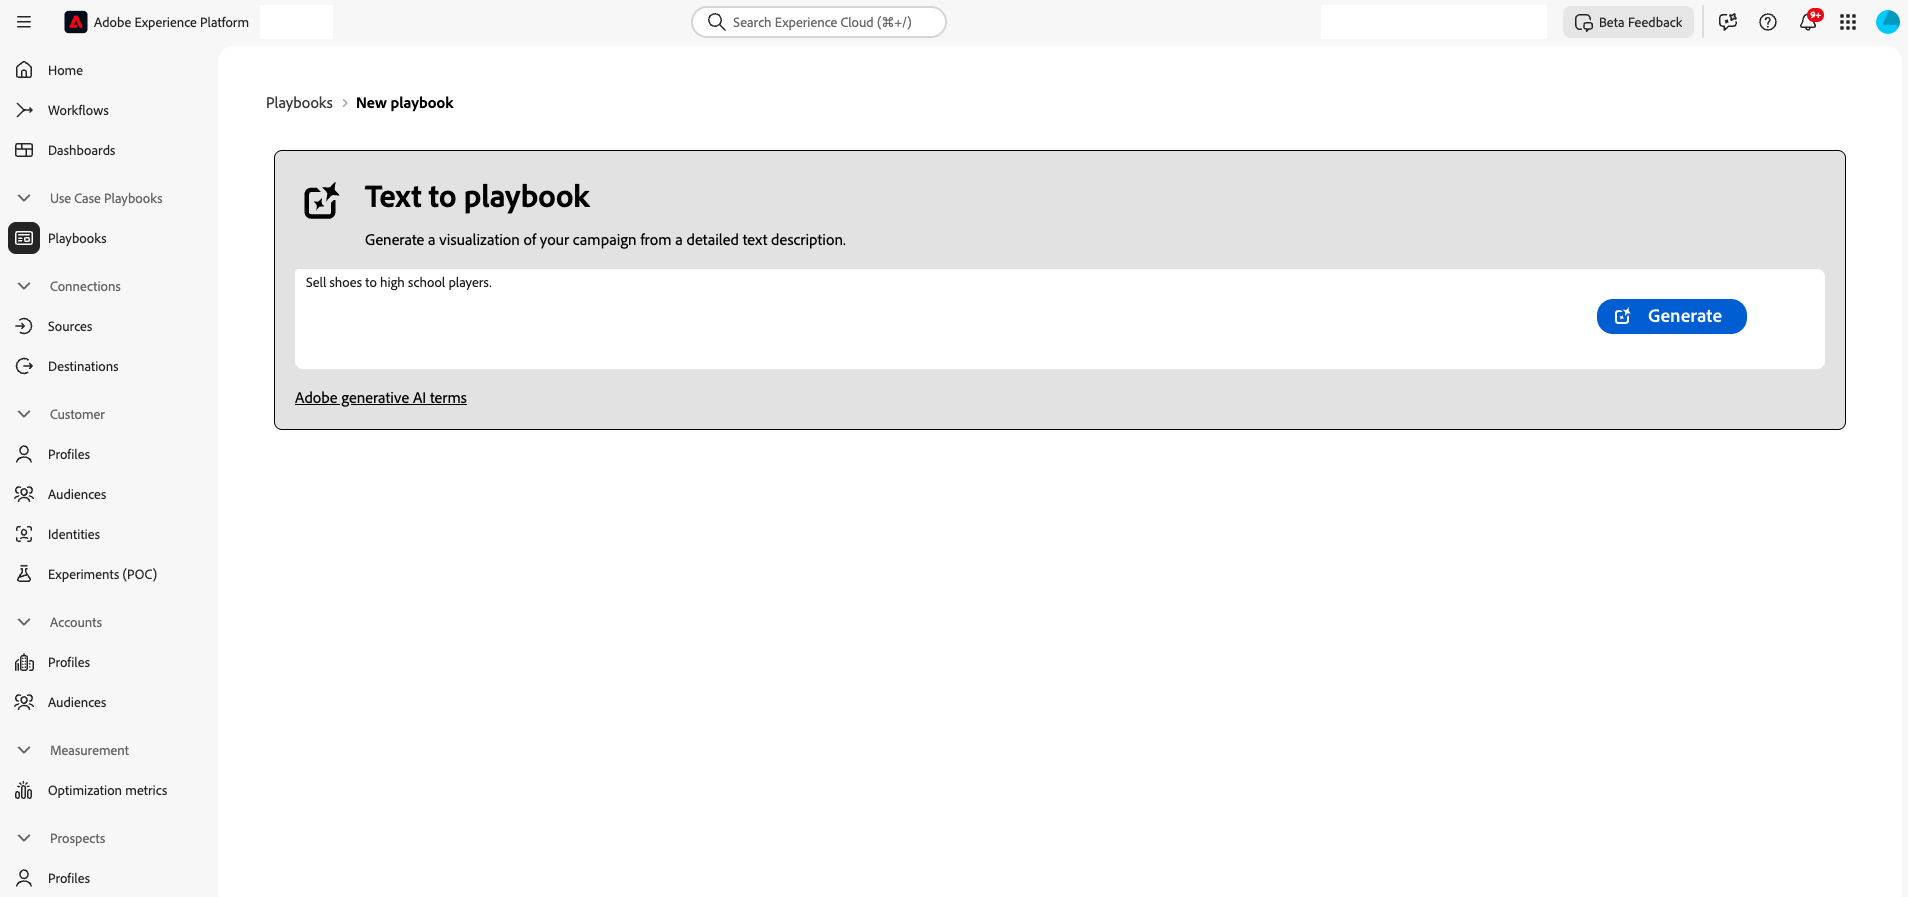 Adobe Experience Platform
Search Experience Cloud (⌘+/)
Beta Feedback
9+
Home
Workflows
Dashboards
Use Case Playbooks
Playbooks
Connections
Sources
Destinations
Customer
Profiles
Audiences
Identities
Experiments (POC)
Accounts
Profiles
Audiences
Measurement
Optimization metrics
Prospects
Profiles
Playbooks > New playbook
Text to playbook
Generate a visualization of your campaign from a detailed text description.
Sell shoes to high school players.
Generate
Adobe generative AI terms